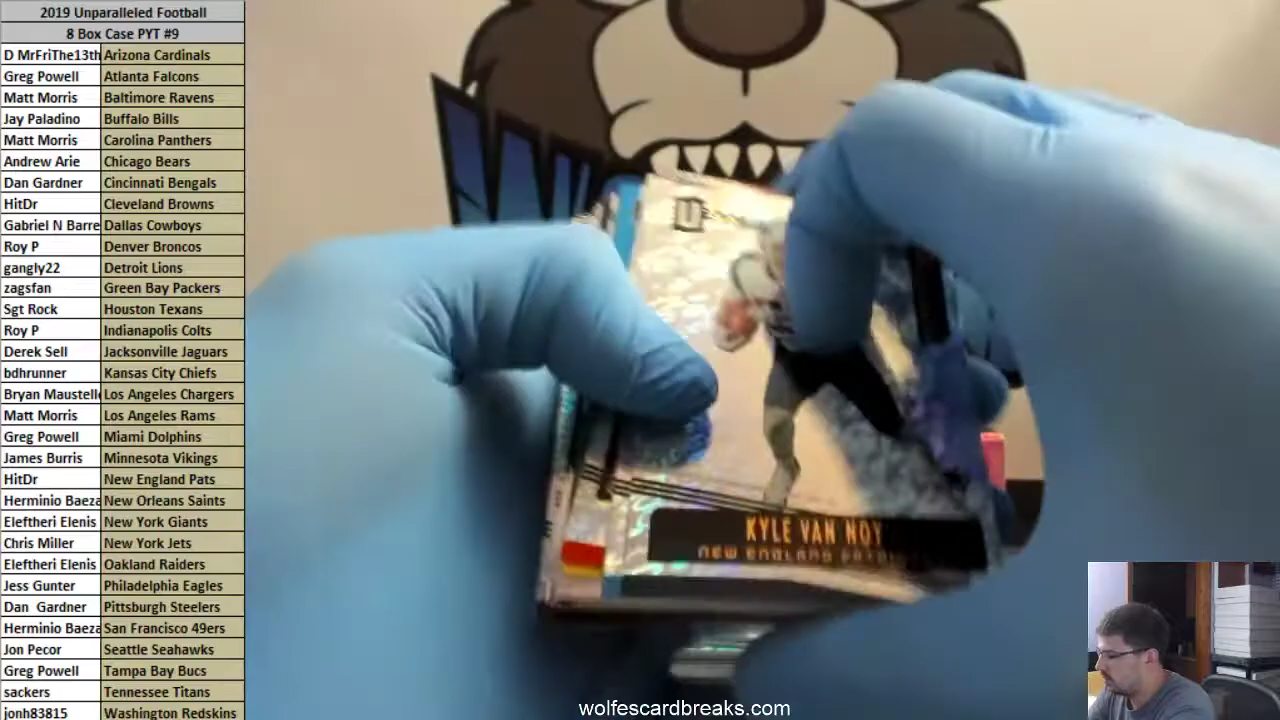 2019 Unparalleled Football
8 Box Case PYT #9
D MrFriThe13th Arizona Cardinals
Greg Powell Atlanta Falcons
Matt Morris Baltimore Ravens
Jay Paladino Buffalo Bills
Matt Morris Carolina Panthers
Andrew Arie Chicago Bears
Dan Gardner Cincinnati Bengals
HitDr Cleveland Browns
Gabriel N Barre Dallas Cowboys
Roy P Denver Broncos
gangly22 Detroit Lions
zagsfan Green Bay Packers
Sgt Rock Houston Texans
Roy P Indianapolis Colts
Derek Sell Jacksonville Jaguars
bdhrunner Kansas City Chiefs
Bryan Maustell Los Angeles Chargers
Matt Morris Los Angeles Rams
Greg Powell Miami Dolphins
James Burris Minnesota Vikings
HitDr New England Pats
Herminio Baeza New Orleans Saints
Eleftheri Elenis New York Giants
Chris Miller New York Jets
Eleftheri Elenis Oakland Raiders
Jess Gunter Philadelphia Eagles
Dan Gardner Pittsburgh Steelers
Herminio Baeza San Francisco 49ers
Jon Pecor Seattle Seahawks
Greg Powell Tampa Bay Bucs
sackers Tennessee Titans
jonh83815 Washington Redskins
KYLE VAN NOY
NEW ENGLAND
wolfescardbreaks.com